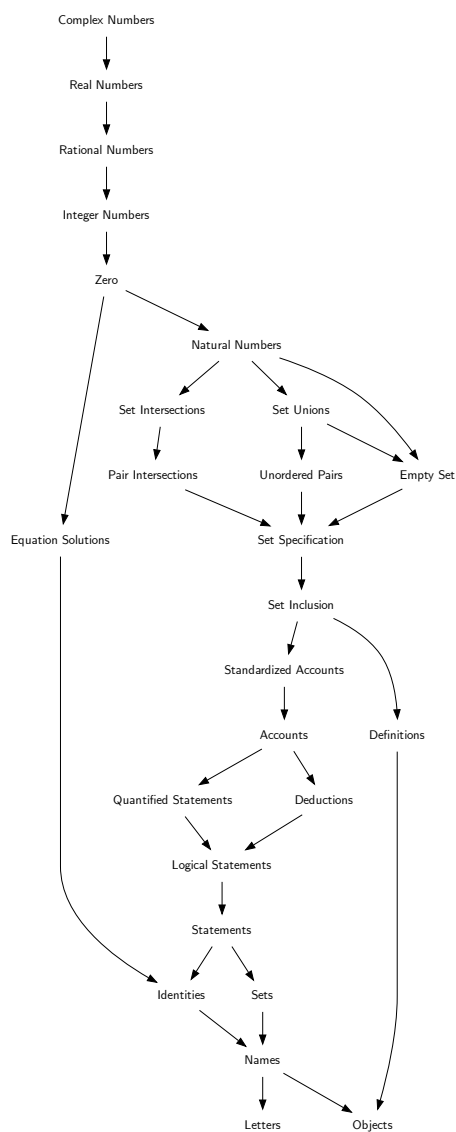 Complex Numbers
Real Numbers
Rational Numbers
Integer Numbers
Zero
Natural Numbers
Set Intersections
Set Unions
Pair Intersections
Unordered Pairs
Empty Set
Equation Solutions
Set Specification
Set Inclusion
Standardized Accounts
Accounts
Definitions
Quantified Statements
Deductions
Logical Statements
Statements
Identities
Sets
Names
Letters
Objects